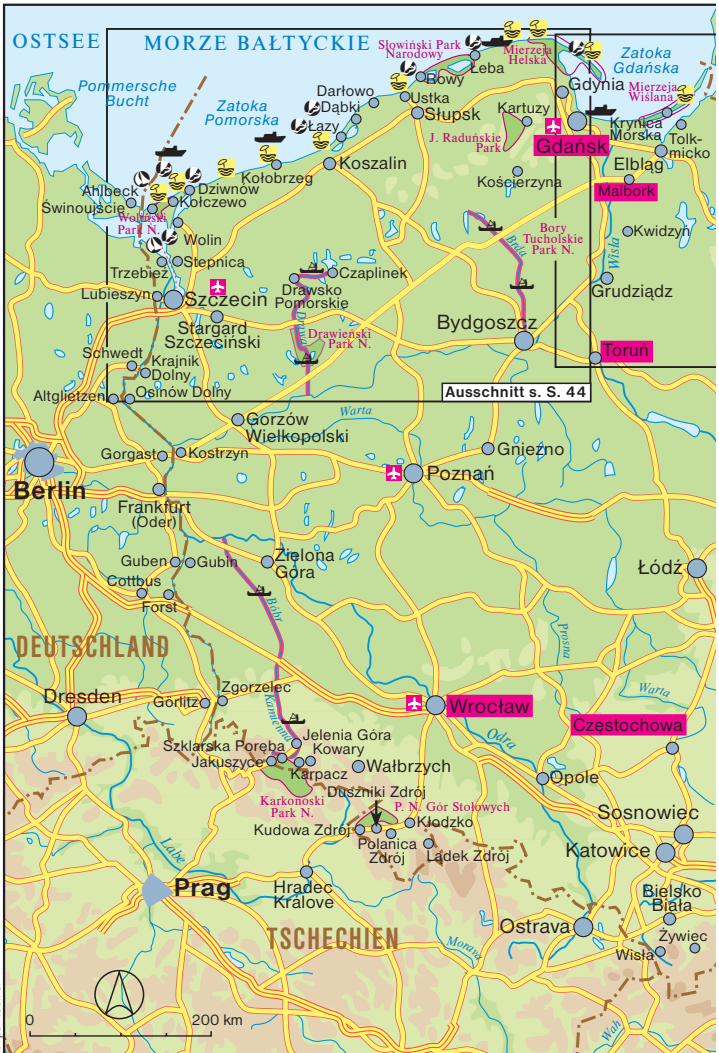 OSTSEE
MORZE BAŁTYCKIE
Słowiński Park
Narodowy
Mierzeja
Helska
Zatoka
Gdańska
Pommersche
Bucht
Zatoka
Pomorska
Darłowo
Dąbki
Łazy
Rowy
Łeba
Ustka
Słupsk
Gdynia
Kartuzy
Mierzeja
Wiślana
Krynica
Morska
J. Raduńskie
Park
Gdańsk
Tolk-
micko
Elbląg
Koszalin
Kołobrzeg
Dziwnów
Kołczewo
Ahlbeck
Świnoujście
Woliński
Park N.
Wolin
Kościerzyna
Malbork
Kwidzyń
Bory
Tucholskie
Park N.
Brda
Wisła
Trzebież
Stepnica
Czaplinek
Drawsko
Pomorskie
Lubieszyn
Szczecin
Stargard
Szczeciński
Drawa
Drawieński
Park N.
Grudziądz
Bydgoszcz
Toruń
Schwedt
Krajnik
Dolny
Altglietzen
Osinów Dolny
Ausschnitt s. S. 44
Gorzów
Wielkopolski
Warta
Gorgast
Kostrzyn
Gniezno
Berlin
Poznań
Frankfurt
(Oder)
Guben
Gubin
Zielona
Góra
Łódź
Cottbus
Forst
Bóbr
Prosna
DEUTSCHLAND
Dresden
Görlitz
Zgorzelec
Wrocław
Warta
Częstochowa
Kamienna
Odra
Szklarska Poręba
Jelenia Góra
Kowary
Jakuszyce
Karpacz
Wałbrzych
Opole
Karkonoski
Park N.
Duszniki Zdrój
P. N. Gór Stołowych
Kudowa Zdrój
Kłodzko
Polanica
Zdrój
Lądek Zdrój
Sosnowiec
Katowice
Labe
Prag
Hradec
Králove
Bielsko
Biała
TSCHECHIEN
Ostrava
Morava
Żywiec
Wisła
Wah
0
200 km